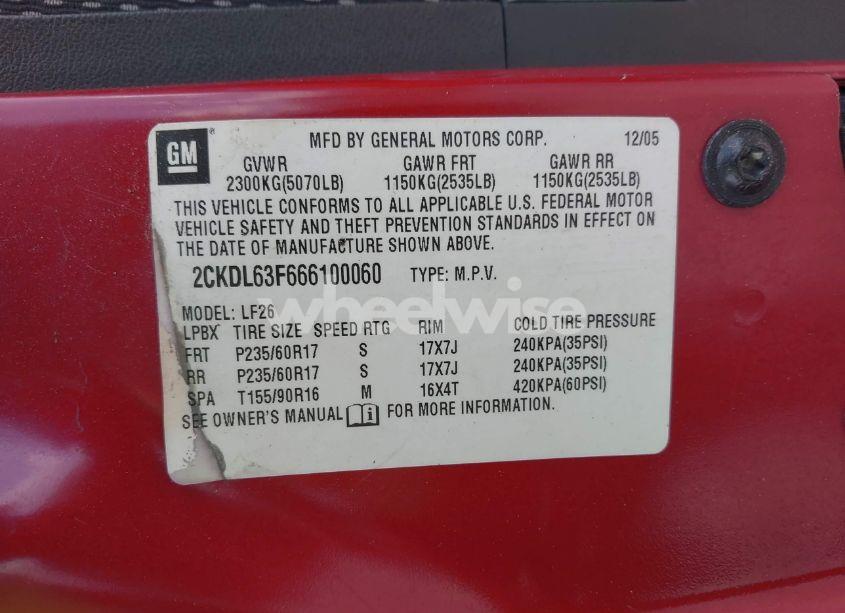 GM ® MFD BY GENERAL MOTORS CORP. 12/05
GVWR GAWR FRT GAWR RR
2300KG(5070LB) 1150KG(2535LB) 1150KG(2535LB)
THIS VEHICLE CONFORMS TO ALL APPLICABLE U.S. FEDERAL MOTOR
VEHICLE SAFETY AND THEFT PREVENTION STANDARDS IN EFFECT ON
THE DATE OF MANUFACTURE SHOWN ABOVE.
2CKDL63F666100060 TYPE: M.P.V.
wheelwise
MODEL: LF26
LPBX TIRE SIZE SPEED RTG RIM COLD TIRE PRESSURE
FRT P235/60R17 S 17X7J 240KPA(35PSI)
RR P235/60R17 S 17X7J 240KPA(35PSI)
SPA T155/90R16 M 16X4T 420KPA(60PSI)
SEE OWNER'S MANUAL FOR MORE INFORMATION.